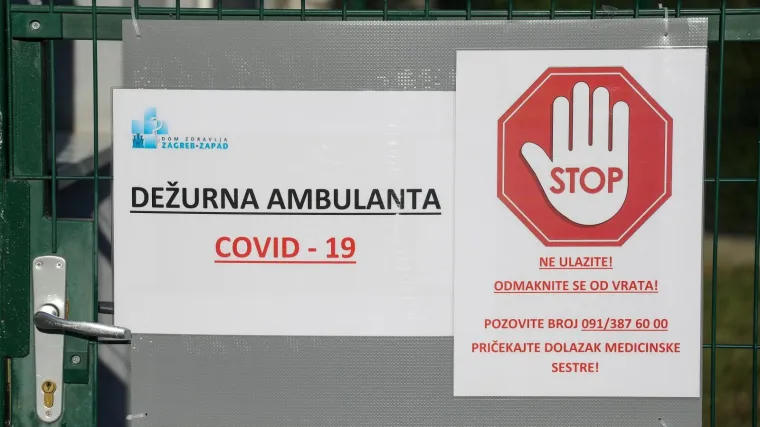 DOM ZDRAVLJA
ZAGREB-ZAPAD
DEŽURNA AMBULANTA
COVID - 19
STOP
NE ULAZITE!
ODMAKNITE SE OD VRATA!
POZOVITE BROJ 091/387 60 00
PRIČEKAJTE DOLAZAK MEDICINSKE
SESTRE!